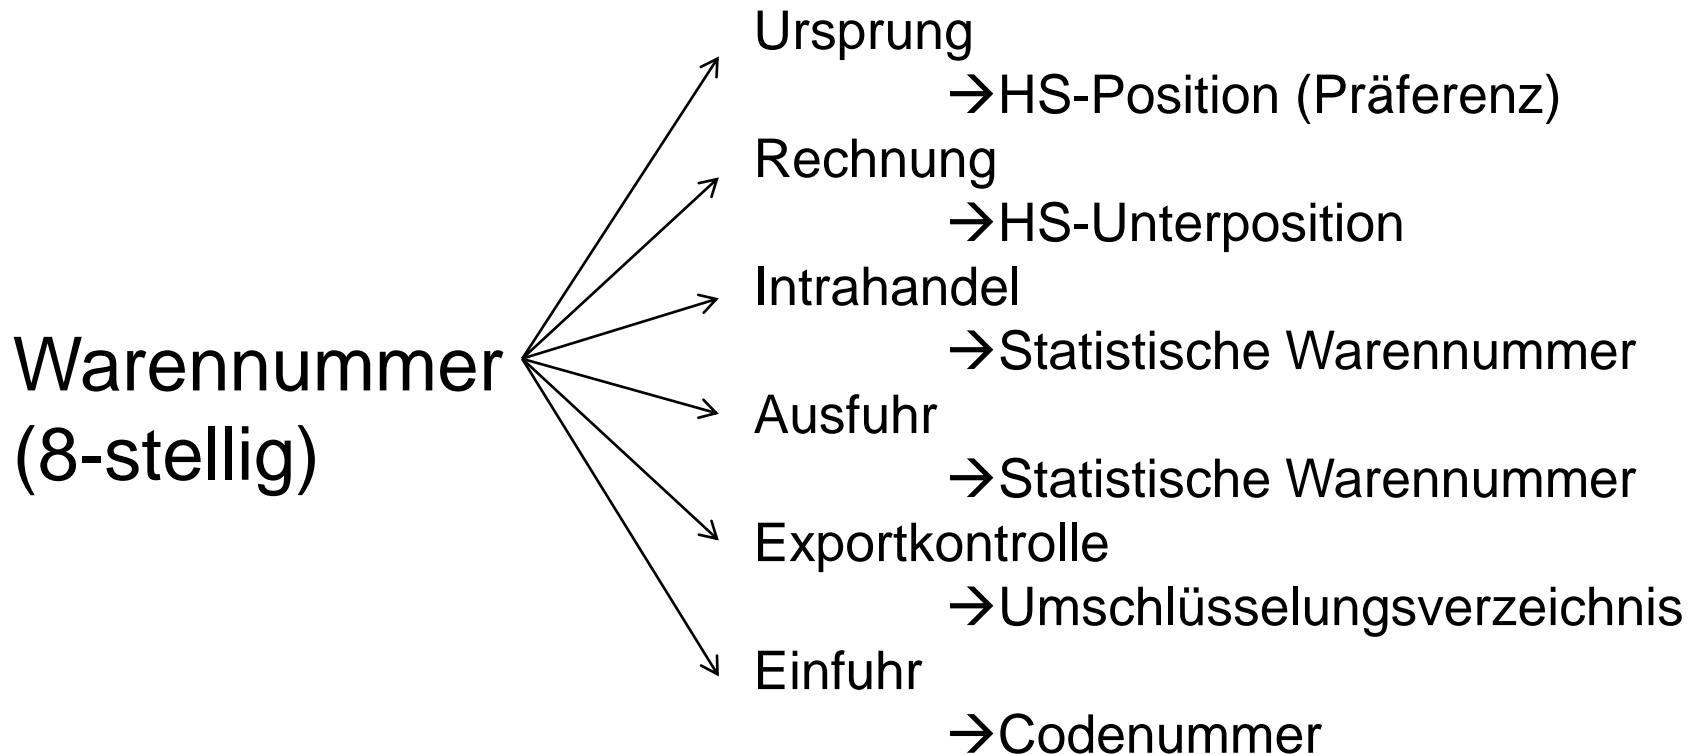 Ursprung
→HS-Position (Präferenz)
Rechnung
→HS-Unterposition
Intrahandel
→Statistische Warennummer
Warennummer
(8-stellig)
Ausfuhr
→Statistische Warennummer
Exportkontrolle
→Umschlüsselungsverzeichnis
Einfuhr
→Codenummer